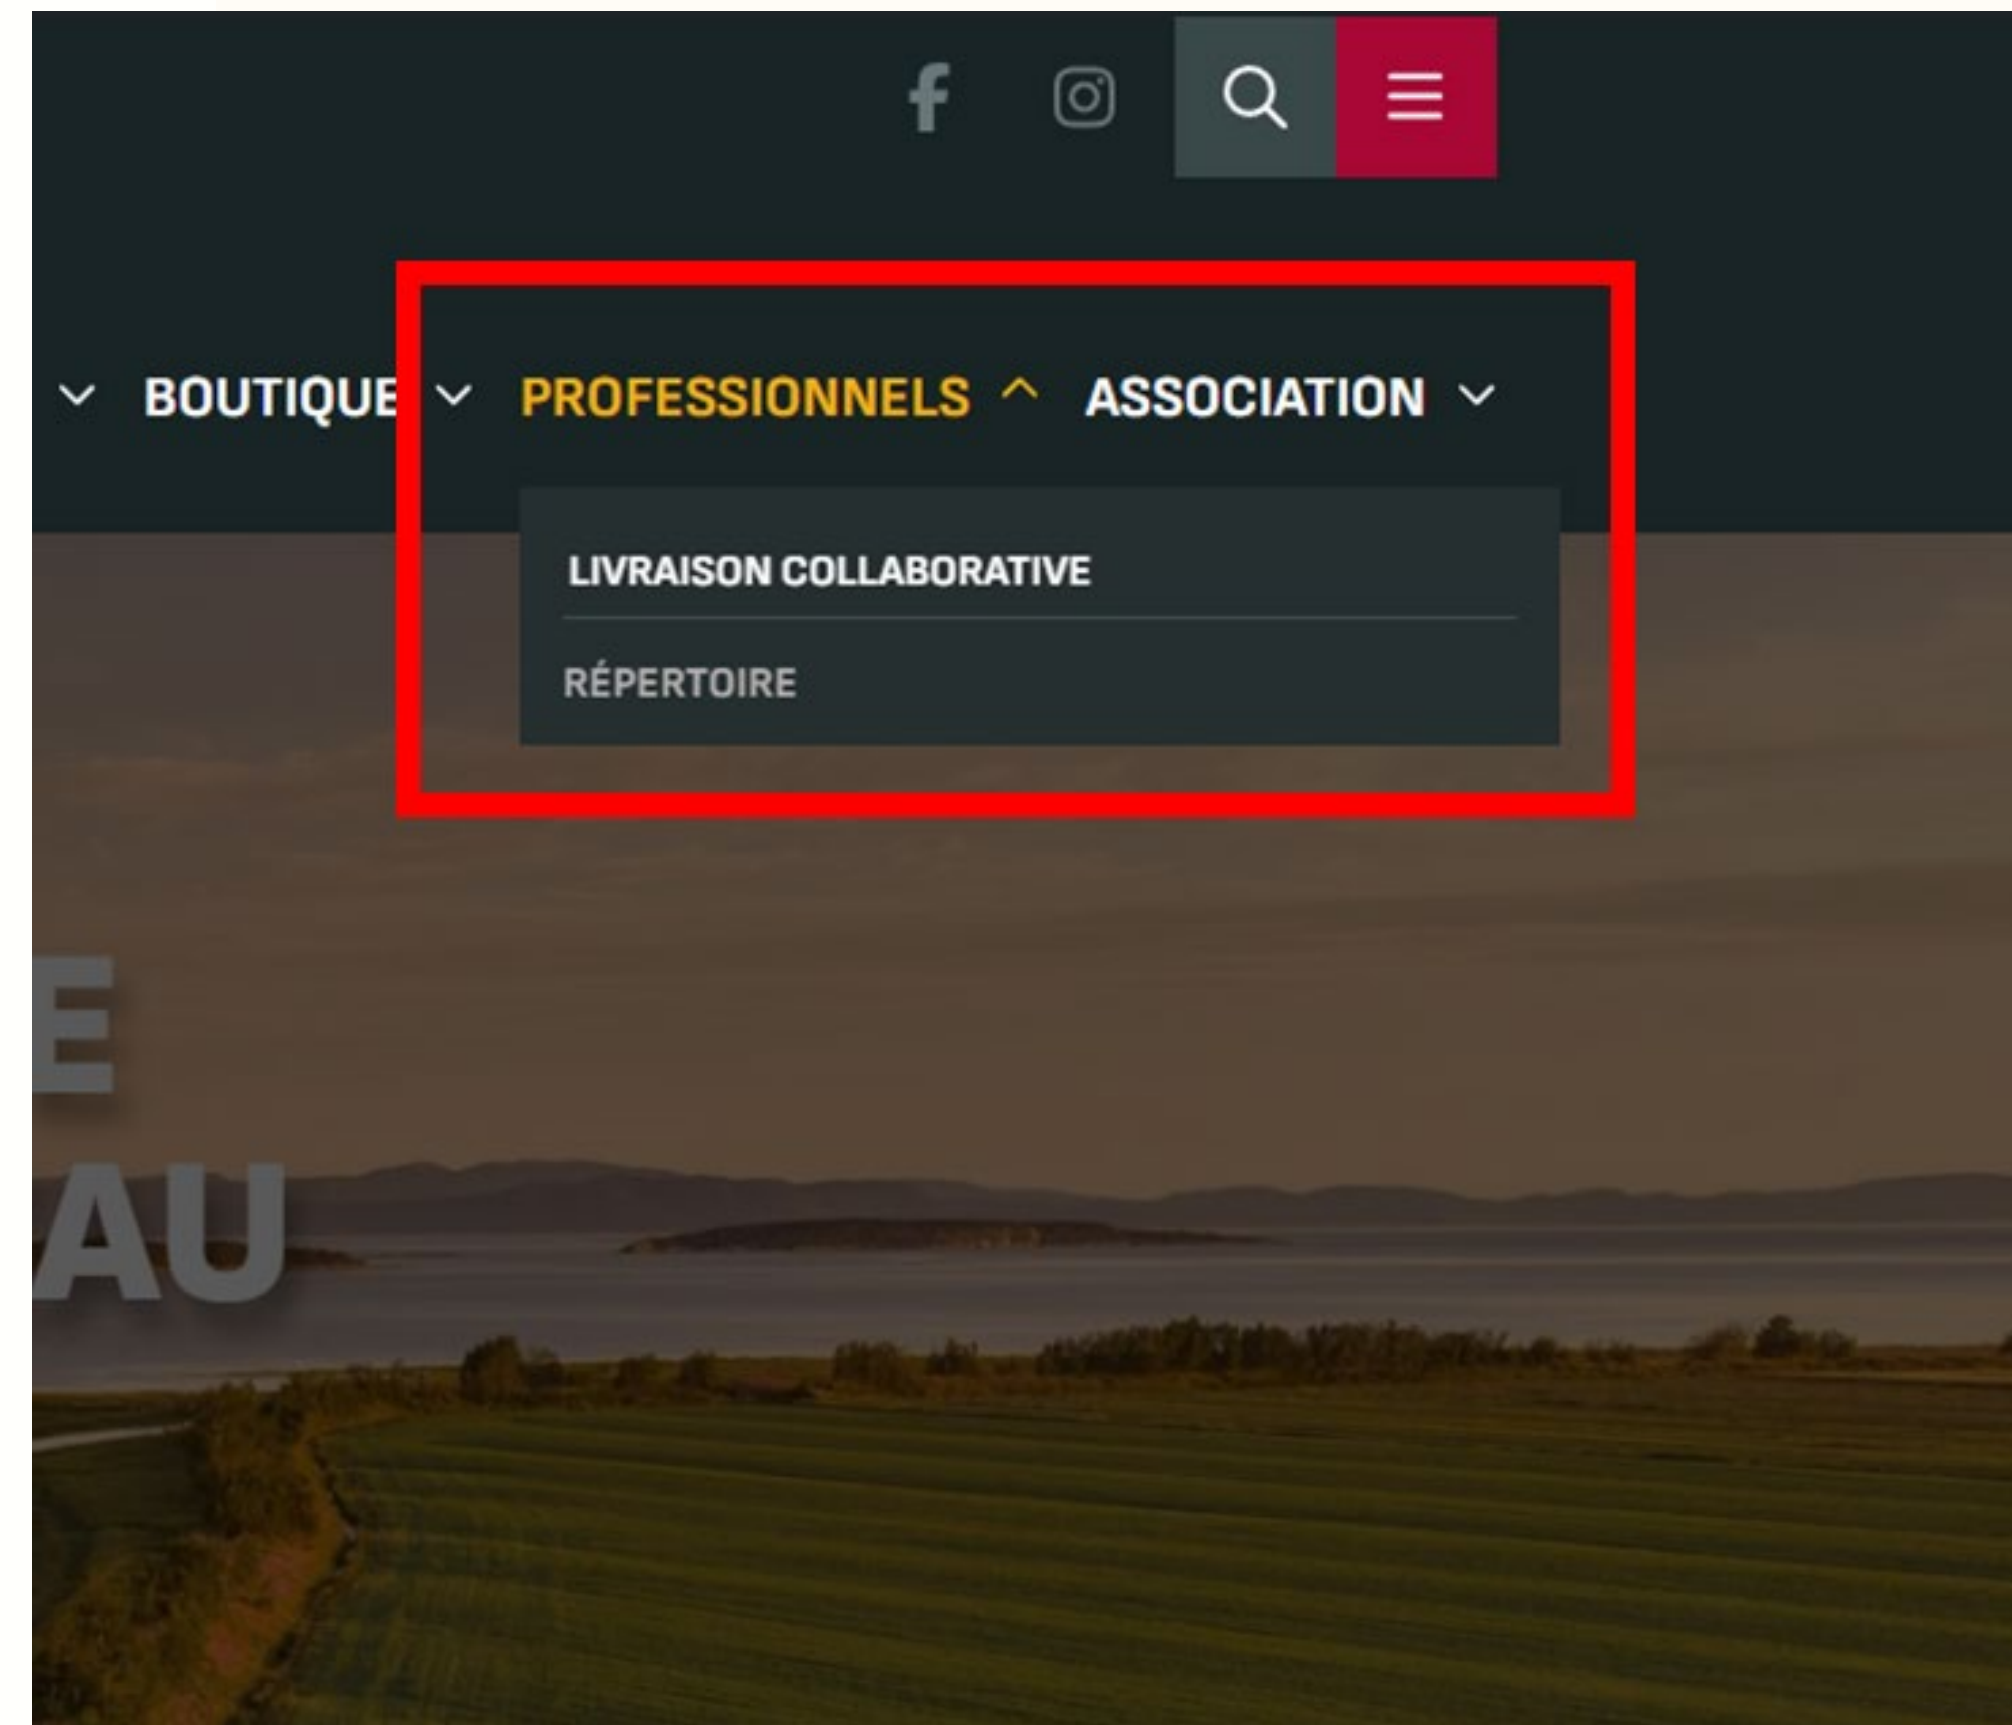 BOUTIQUE PROFESSIONNELS ASSOCIATION
LIVRAISON COLLABORATIVE
RÉPERTOIRE
E
AU